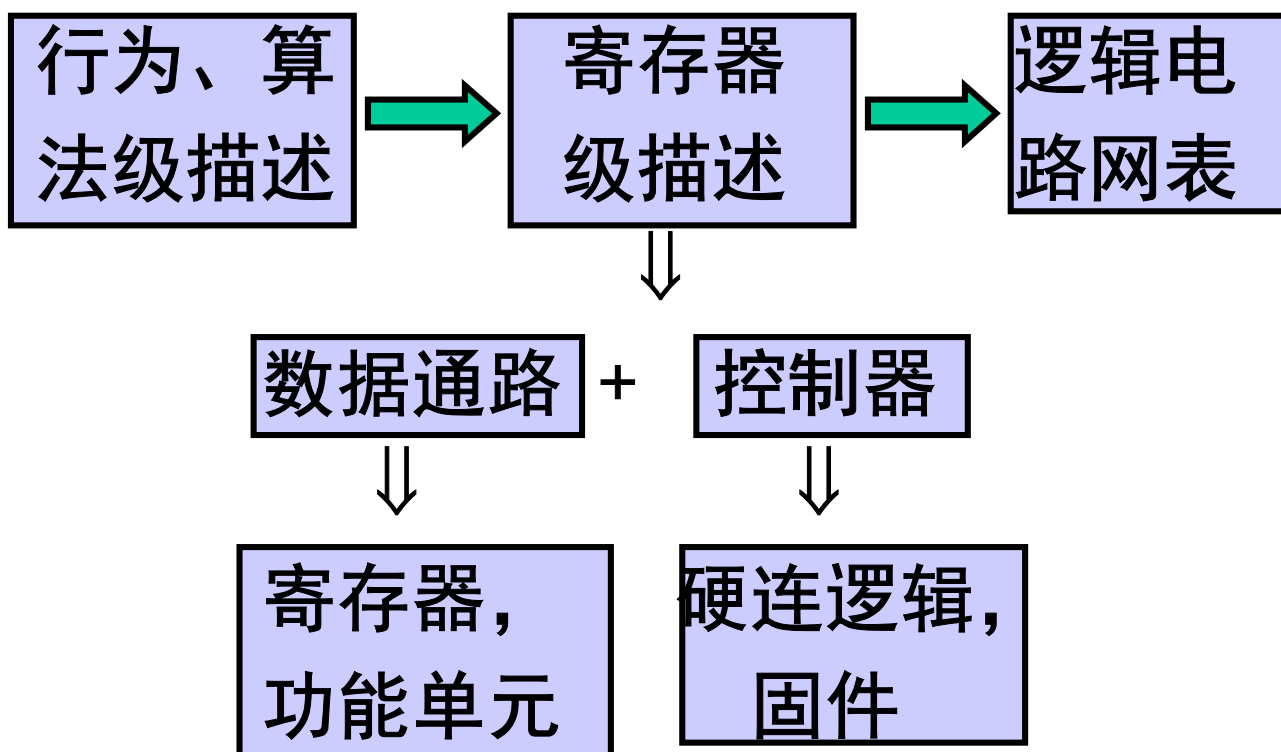 行为、算
法级描述
寄存器
级描述
逻辑电
路网表
数据通路
+
控制器
寄存器，
功能单元
硬连逻辑，
固件